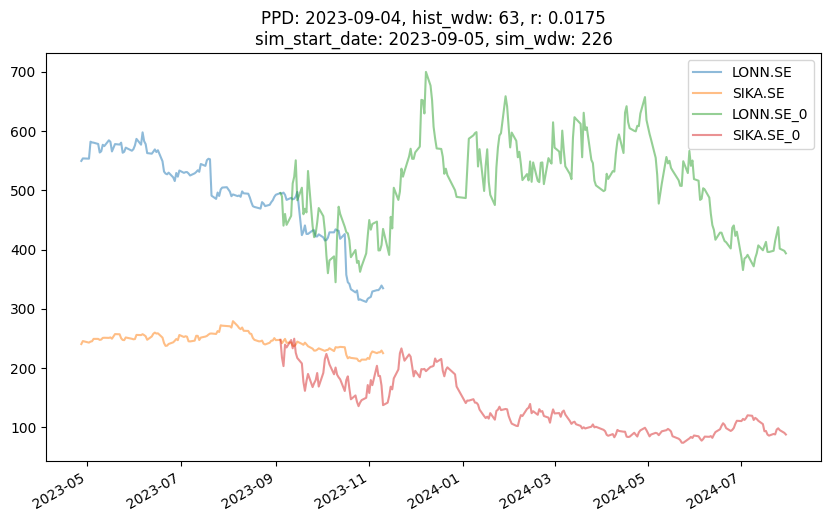 PPD: 2023-09-04, hist_wdw: 63, r: 0.0175
sim_start_date: 2023-09-05, sim_wdw: 226
700
600
500
400
300
200
100
LONN.SE
SIKA.SE
LONN.SE_0
SIKA.SE_0
2023-05
2023-07
2023-09
2023-11
2024-01
2024-03
2024-05
2024-07